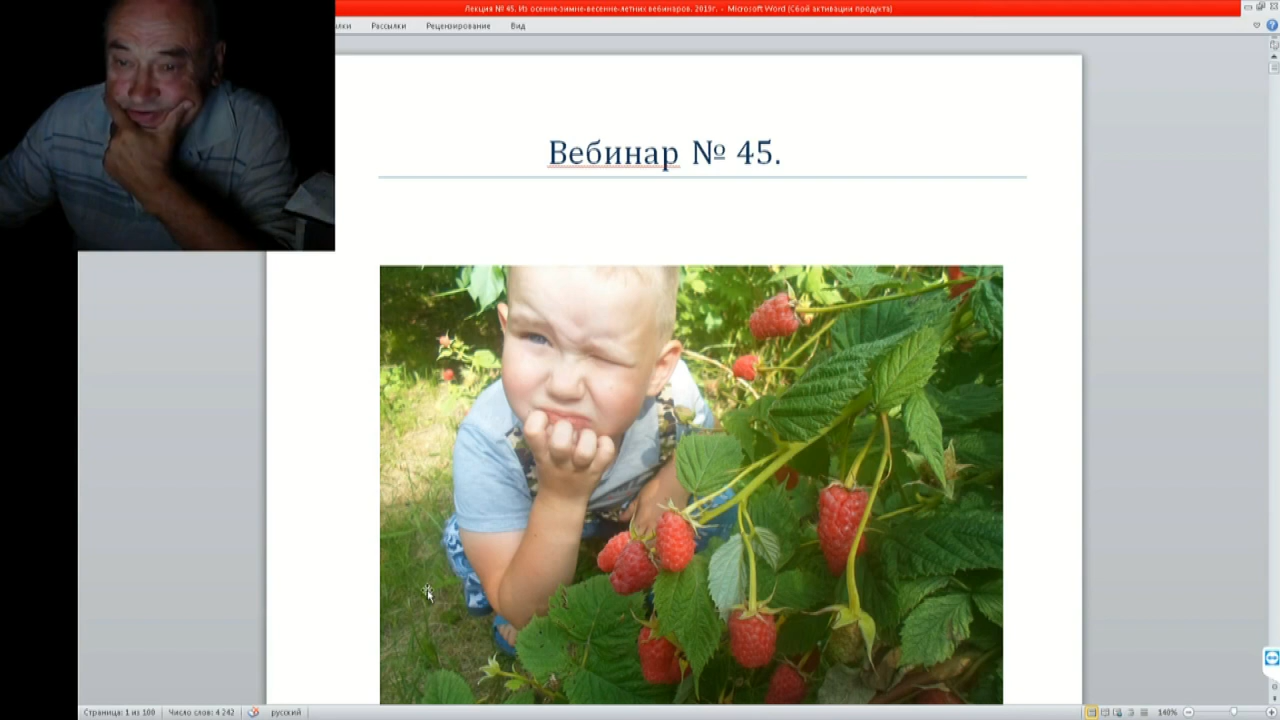 Лекция № 45. Из осенне-зимне-весенне-летних вебинаров. 2019г. - Microsoft Word (Сбой активации продукта)
лки Рассылки Рецензирование Вид
Вебинар № 45.
Страница: 1 из 100 Число слов: 4 242 русский 140%